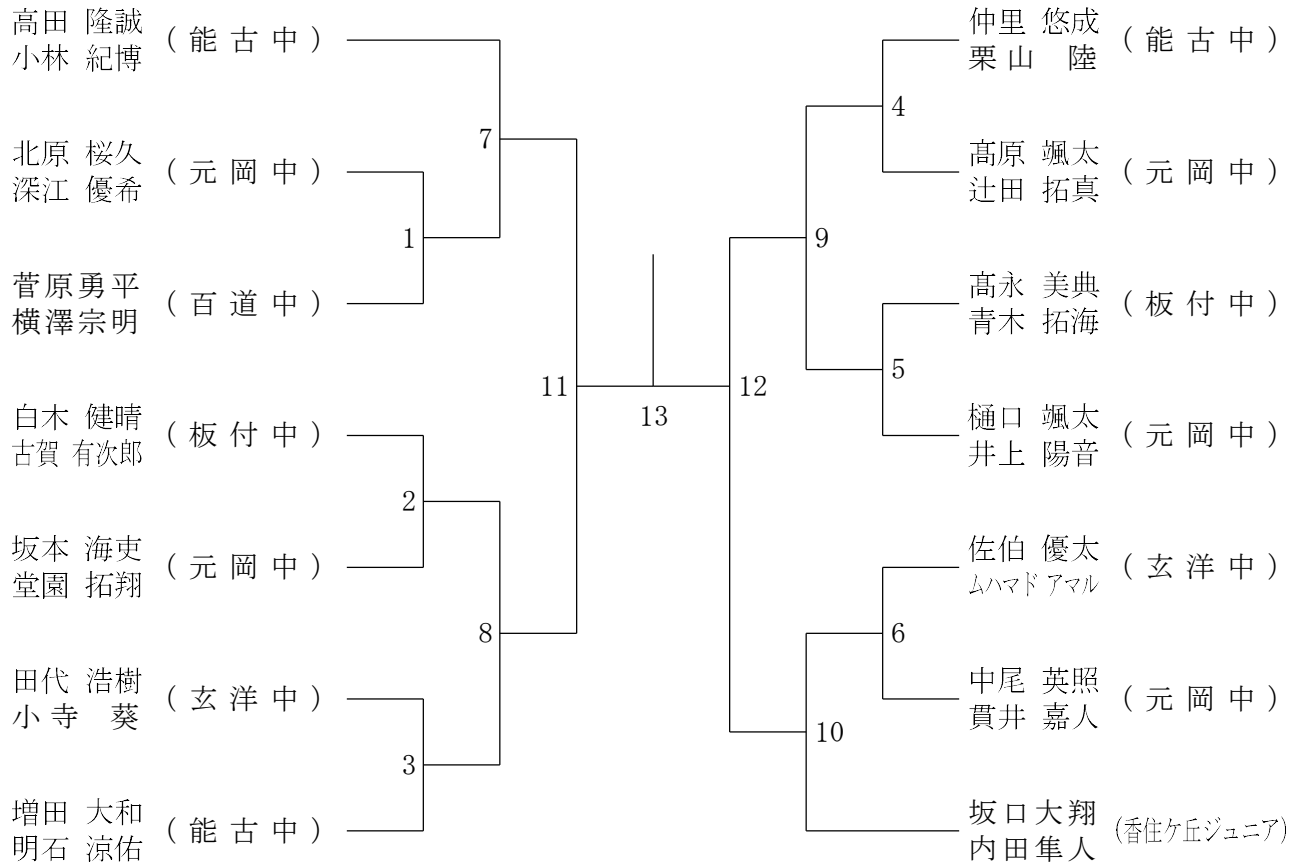 高田 隆誠
小林 紀博
(能古中)
7
北原 桜久
深江 優希
(元岡中)
1
菅原勇平
横澤宗明
(百道中)
11
白木 健晴
古賀 有次郎
(板付中)
2
坂本 海吏
堂園 拓翔
(元岡中)
8
田代 浩樹
小寺 葵
(玄洋中)
3
増田 大和
明石 涼佑
(能古中)
13
仲里 悠成
栗山 陸
(能古中)
4
髙原 颯太
辻田 拓真
(元岡中)
9
髙永 美典
青木 拓海
(板付中)
5
12
樋口 颯太
井上 陽音
(元岡中)
佐伯 優太
ムハマド アマル
(玄洋中)
6
中尾 英照
貫井 嘉人
(元岡中)
10
坂口大翔
内田隼人
(香住ケ丘ジュニア)